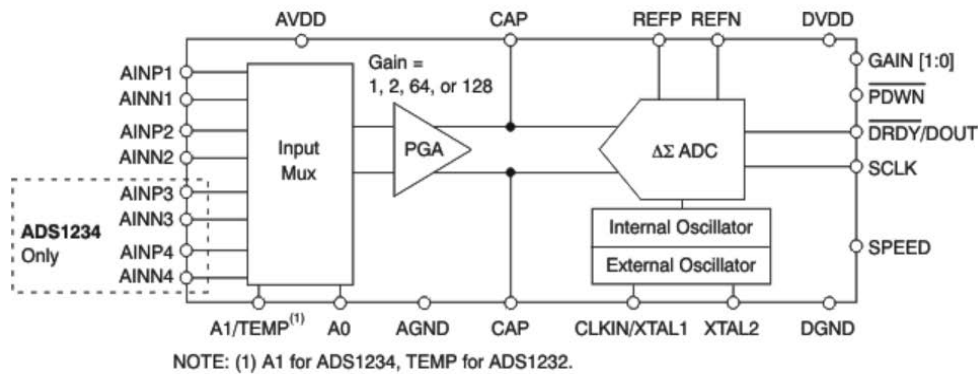 AVDD CAP REFP REFN DVDD
AINP1
AINN1
AINP2
AINN2
AINP3
AINN3
AINP4
AINN4
ADS1234
Only
Input
Mux
Gain =
1, 2, 64, or 128
PGA
ΔΣ ADC
Internal Oscillator
External Oscillator
GAIN [1:0]
PDWN
DRDY/DOUT
SCLK
SPEED
A1/TEMP(1) A0 AGND CAP CLKIN/XTAL1 XTAL2 DGND
NOTE: (1) A1 for ADS1234, TEMP for ADS1232.